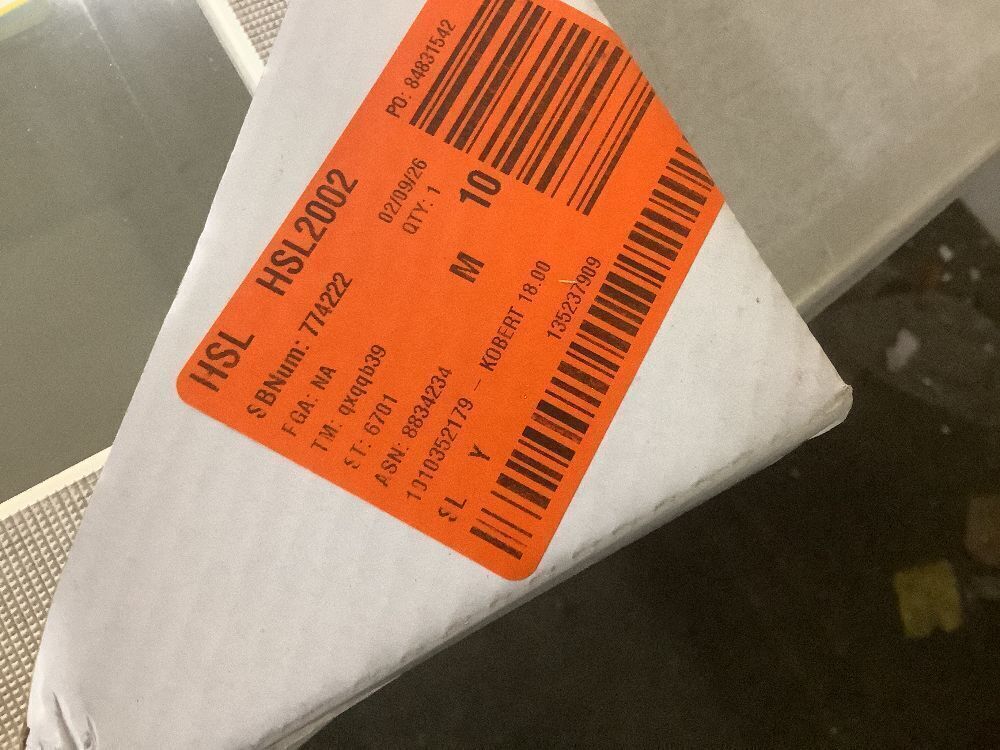 HSL HSL2002
PO: 84831542
SBNum: 774222
02/09/26
FGA: NA
QTY: 1
TM: qxqqb39
M 10
ST: 6701
ASN: 8834234
1010352179 - KOBERT 18.00
SL Y
135237909